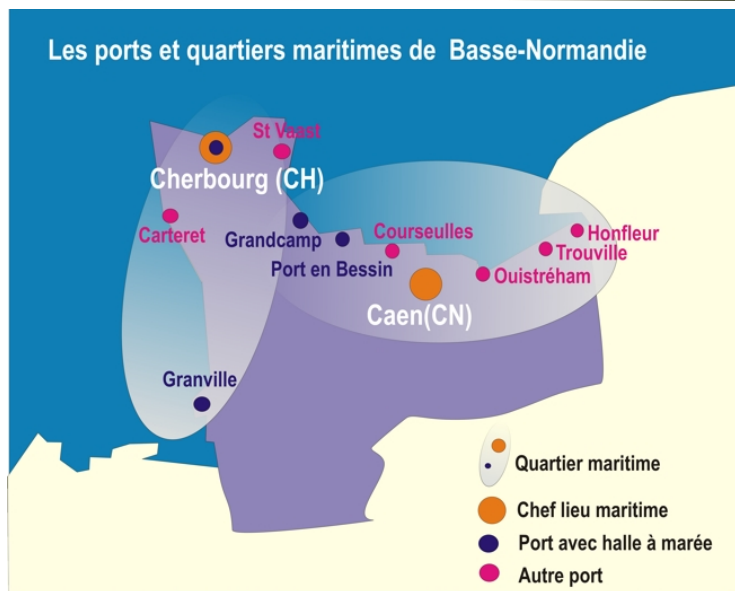 Les ports et quartiers maritimes de Basse-Normandie
St Vaast
Cherbourg (CH)
Carteret
Grandcamp
Courseulles
Honfleur
Trouville
Port en Bessin
Ouistréham
Caen(CN)
Granville
Quartier maritime
Chef lieu maritime
Port avec halle à marée
Autre port